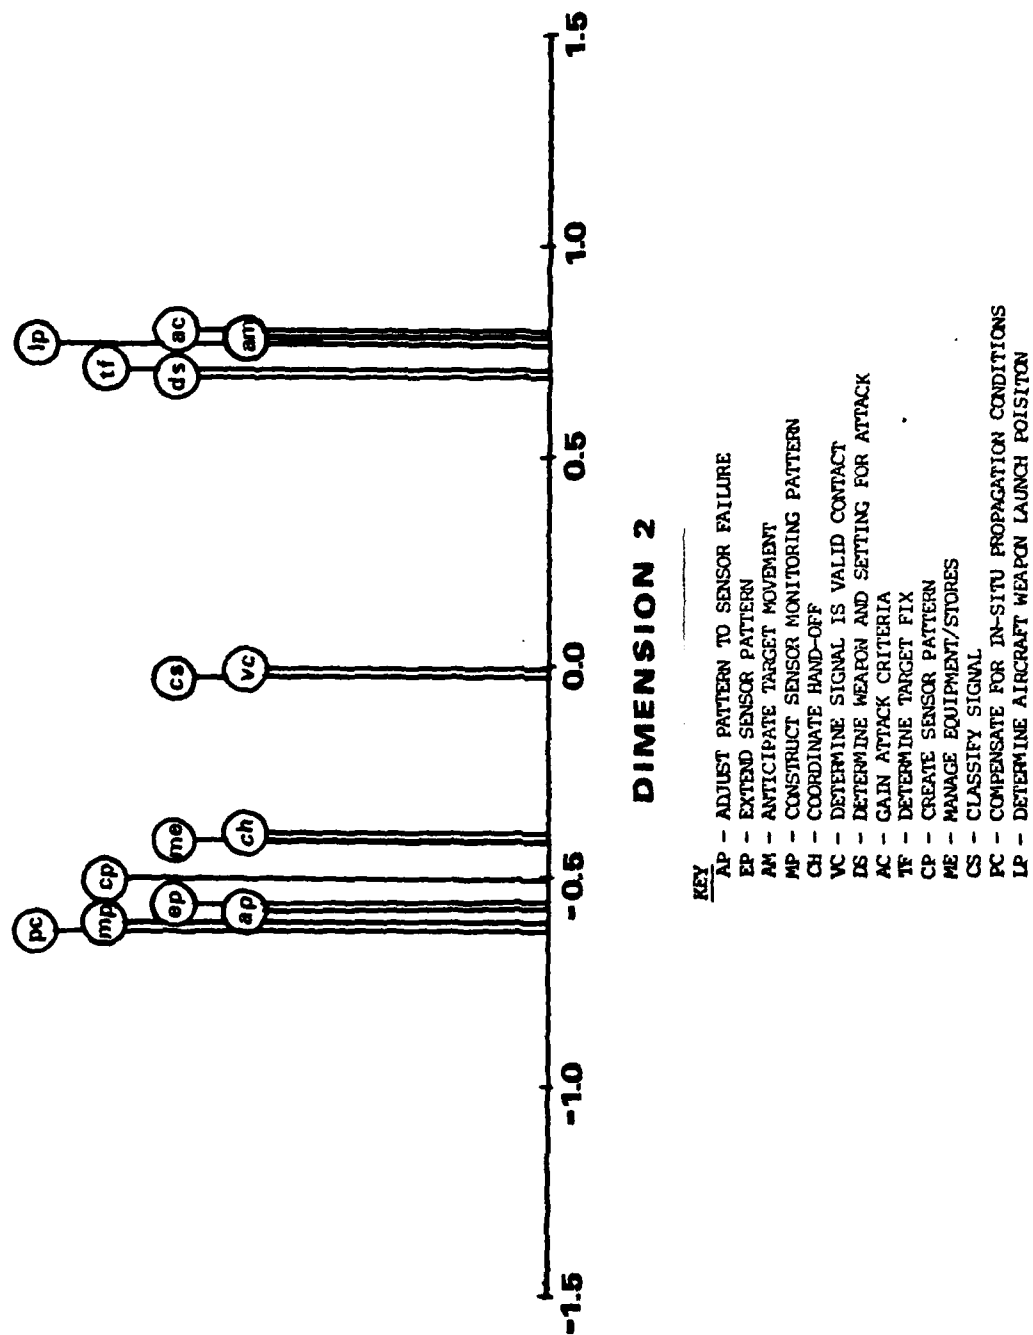 lp
pc
tf
cp
mp
ac
ds
cs
me
ep
am
vc
ch
ap
-1.5
-1.0
-0.5
0.0
0.5
1.0
1.5
DIMENSION 2
KEY
AP - ADJUST PATTERN TO SENSOR FAILURE
EP - EXTEND SENSOR PATTERN
AM - ANTICIPATE TARGET MOVEMENT
MP - CONSTRUCT SENSOR MONITORING PATTERN
CH - COORDINATE HAND-OFF
VC - DETERMINE SIGNAL IS VALID CONTACT
DS - DETERMINE WEAPON AND SETTING FOR ATTACK
AC - GAIN ATTACK CRITERIA
TF - DETERMINE TARGET FIX
CP - CREATE SENSOR PATTERN
ME - MANAGE EQUIPMENT/STORES
CS - CLASSIFY SIGNAL
PC - COMPENSATE FOR IN-SITU PROPAGATION CONDITIONS
LP - DETERMINE AIRCRAFT WEAPON LAUNCH POISITON